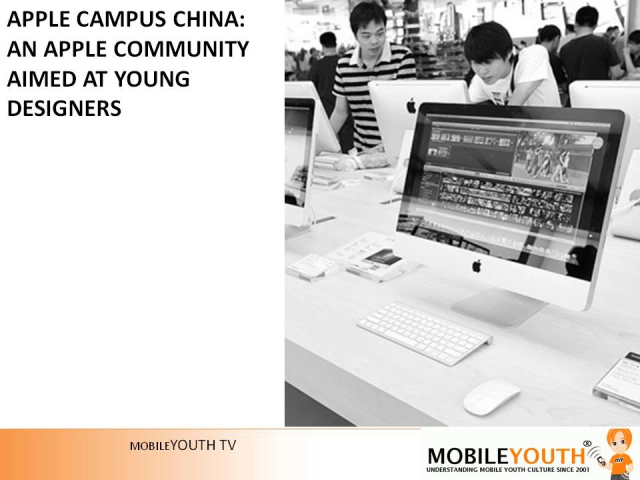 APPLE CAMPUS CHINA:
AN APPLE COMMUNITY
AIMED AT YOUNG
DESIGNERS
MOBILEYOUTH TV
MOBILEYOUTH®
UNDERSTANDING MOBILE YOUTH CULTURE SINCE 2001